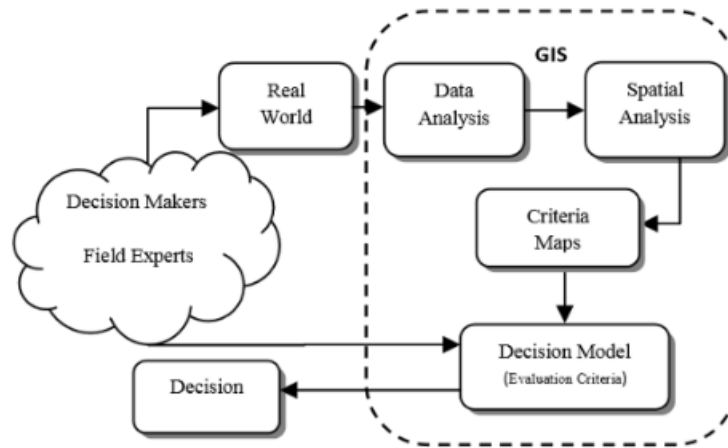 GIS
Real
World
Data
Analysis
Spatial
Analysis
Decision Makers
Field Experts
Criteria
Maps
Decision Model
(Evaluation Criteria)
Decision